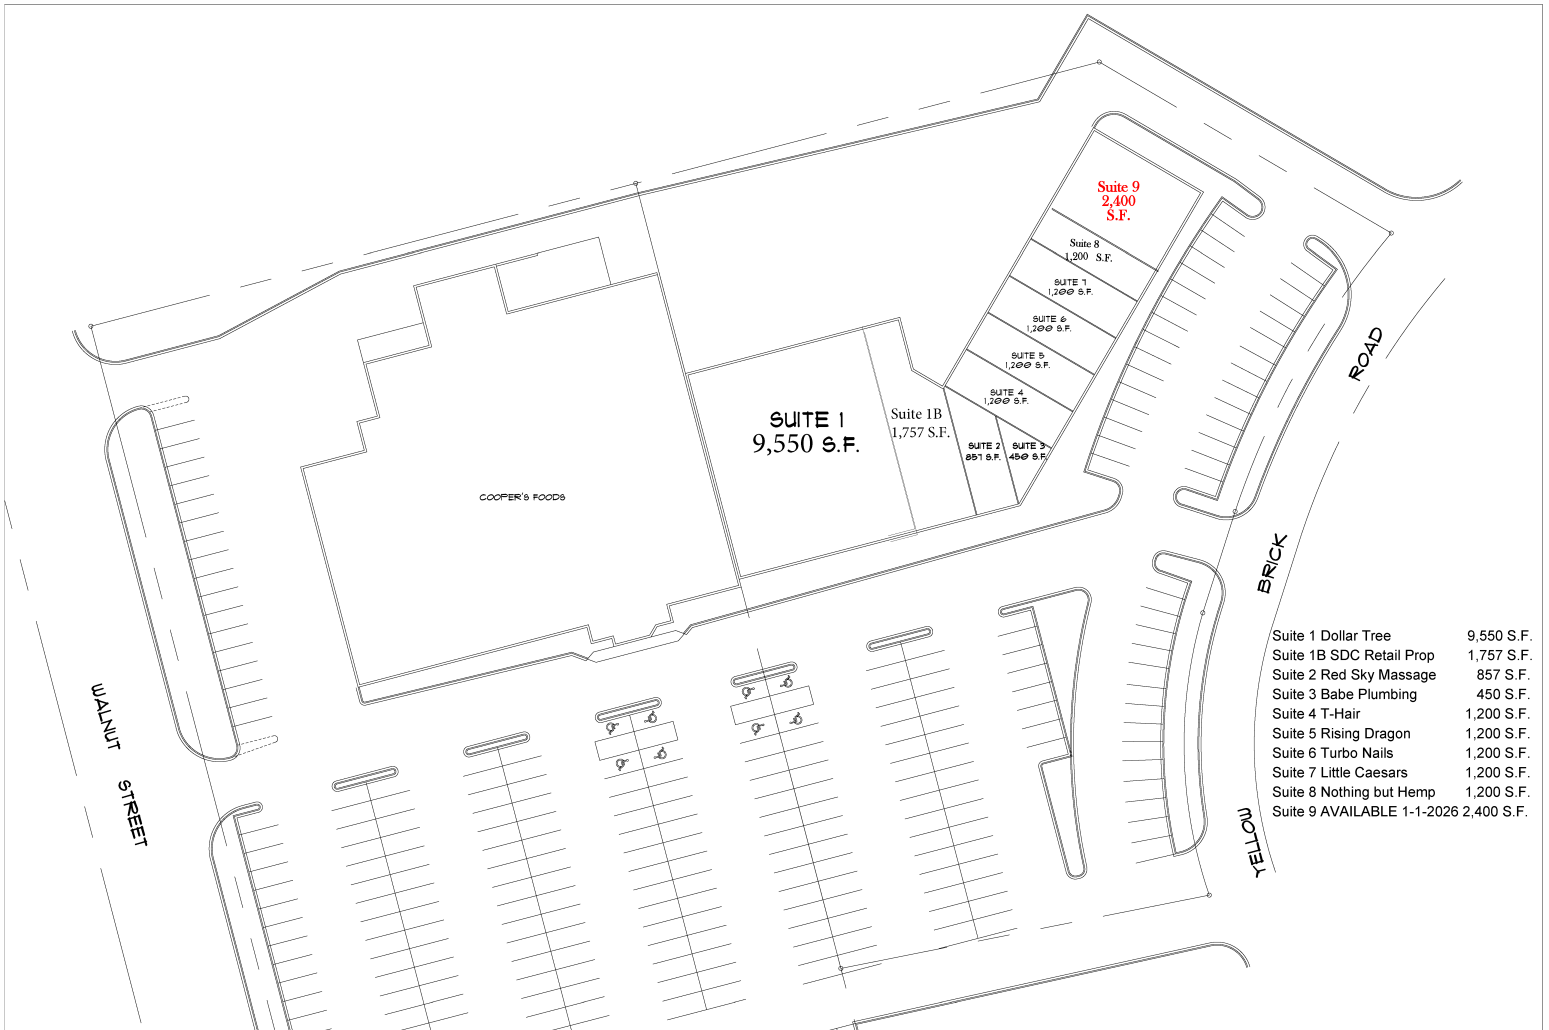 Suite 9
2,400
S.F.
Suite 8
1,200 S.F.
SUITE 7
1,200 S.F.
SUITE 6
1,200 S.F.
SUITE 5
1,200 S.F.
SUITE 4
1,200 S.F.
SUITE 1
9,550 S.F.
Suite 1B
1,757 S.F.
SUITE 2
857 S.F.
SUITE 3
450 S.F.
COOPER'S FOODS
WALNUT STREET
YELLOW BRICK ROAD
Suite 1 Dollar Tree 9,550 S.F.
Suite 1B SDC Retail Prop 1,757 S.F.
Suite 2 Red Sky Massage 857 S.F.
Suite 3 Babe Plumbing 450 S.F.
Suite 4 T-Hair 1,200 S.F.
Suite 5 Rising Dragon 1,200 S.F.
Suite 6 Turbo Nails 1,200 S.F.
Suite 7 Little Caesars 1,200 S.F.
Suite 8 Nothing but Hemp 1,200 S.F.
Suite 9 AVAILABLE 1-1-2026 2,400 S.F.